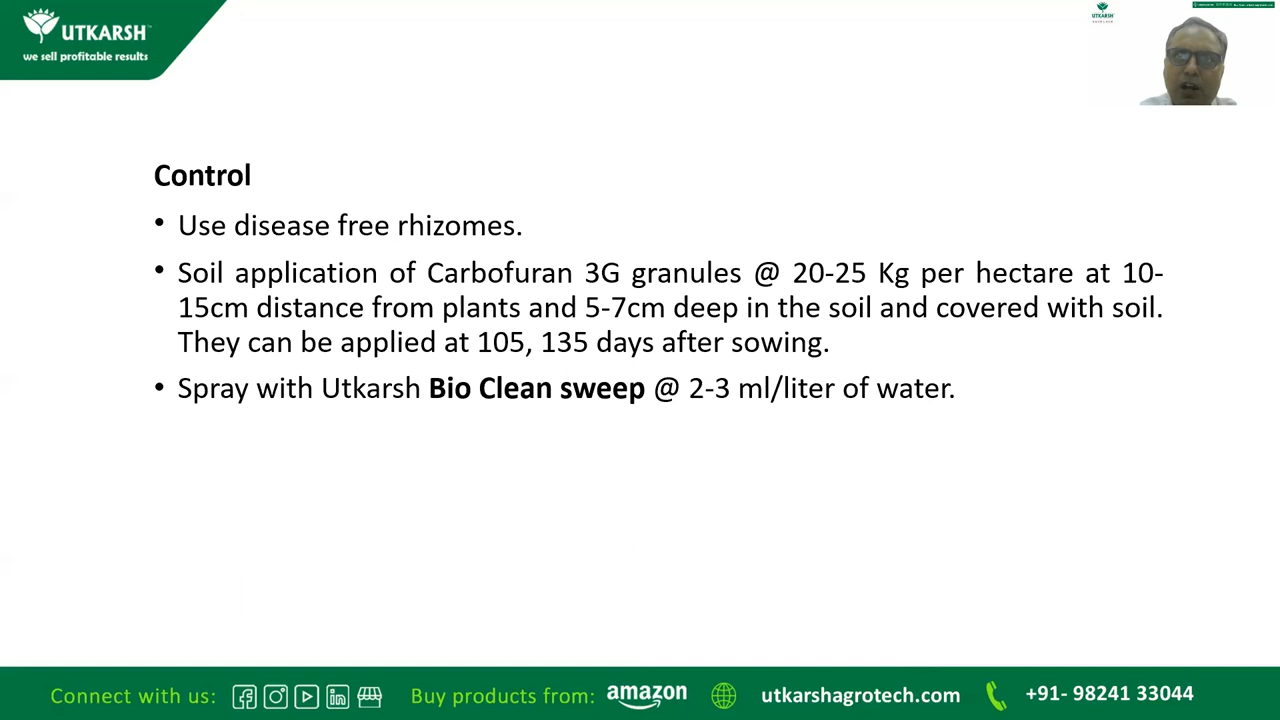 UTKARSH™
we sell profitable results
UTKARSH
Control
• Use disease free rhizomes.
• Soil application of Carbofuran 3G granules @ 20-25 Kg per hectare at 10-
15cm distance from plants and 5-7cm deep in the soil and covered with soil.
They can be applied at 105, 135 days after sowing.
• Spray with Utkarsh Bio Clean sweep @ 2-3 ml/liter of water.
Connect with us: Buy products from: amazon utkarshagrotech.com +91- 98241 33044